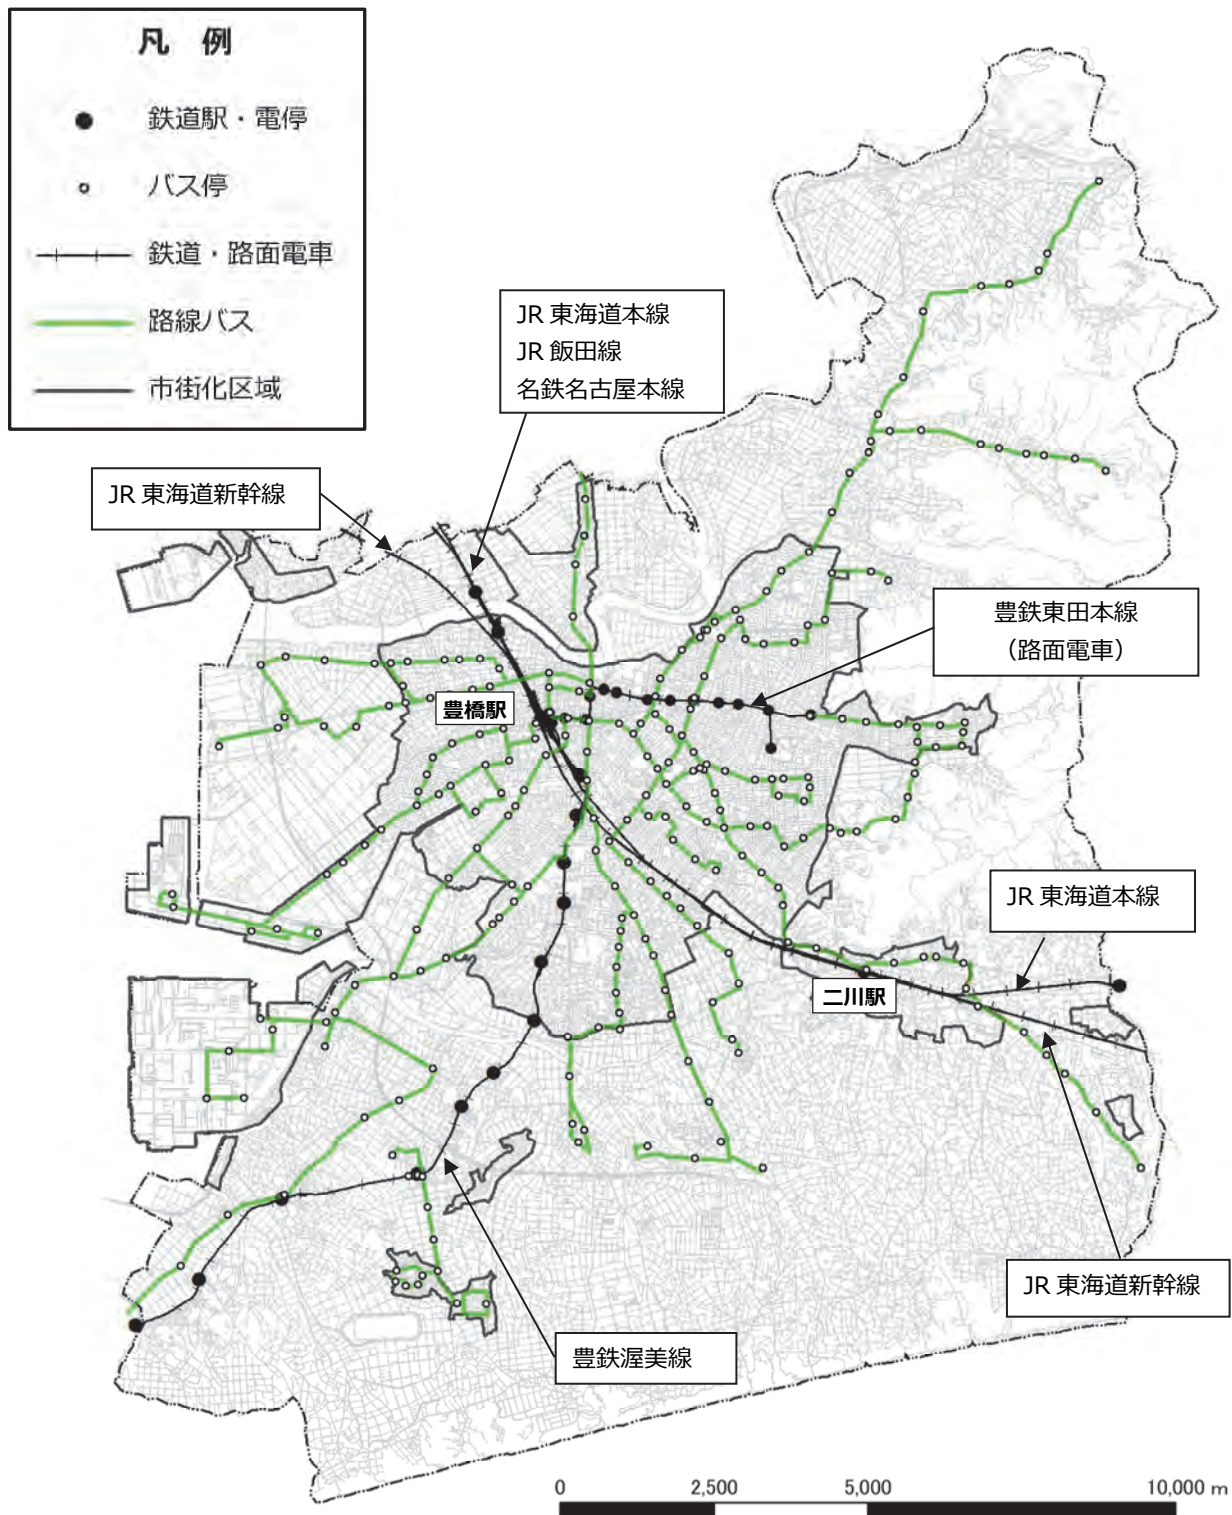 凡 例
鉄道駅・電停
バス停
鉄道・路面電車
路線バス
市街化区域
JR 東海道本線
JR 飯田線
名鉄名古屋本線
JR 東海道新幹線
豊鉄東田本線
（路面電車）
豊橋駅
JR 東海道本線
二川駅
JR 東海道新幹線
豊鉄渥美線
0 2,500 5,000 10,000 m